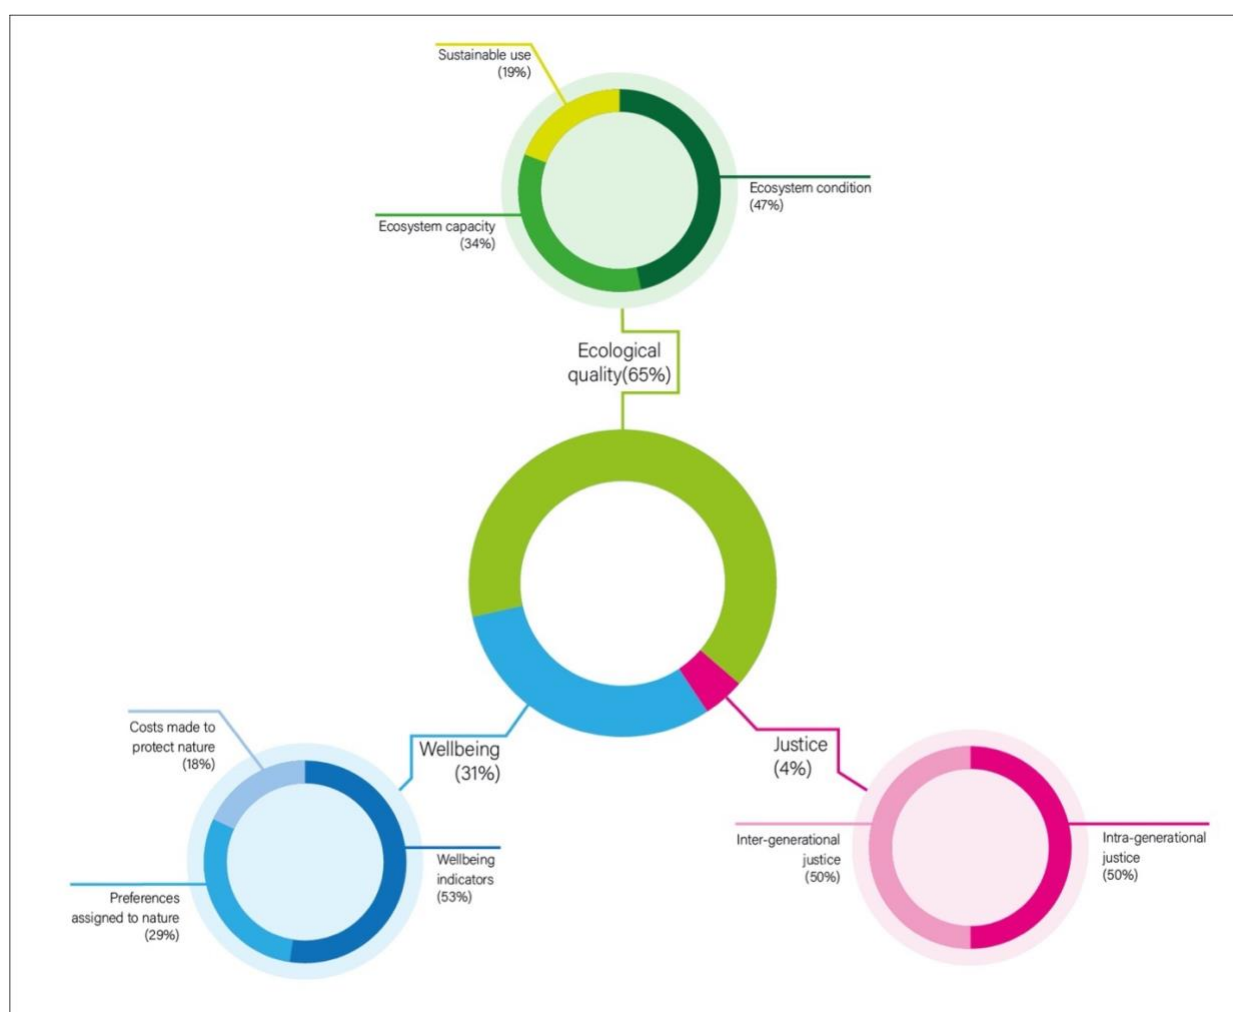 Sustainable use
(19%)
Ecosystem condition
(47%)
Ecosystem capacity
(34%)
Ecological
quality(65%)
Costs made to
protect nature
(18%)
Wellbeing
(31%)
Justice
(4%)
Wellbeing
indicators
(53%)
Preferences
assigned to nature
(29%)
Inter-generational
justice
(50%)
Intra-generational
justice
(50%)